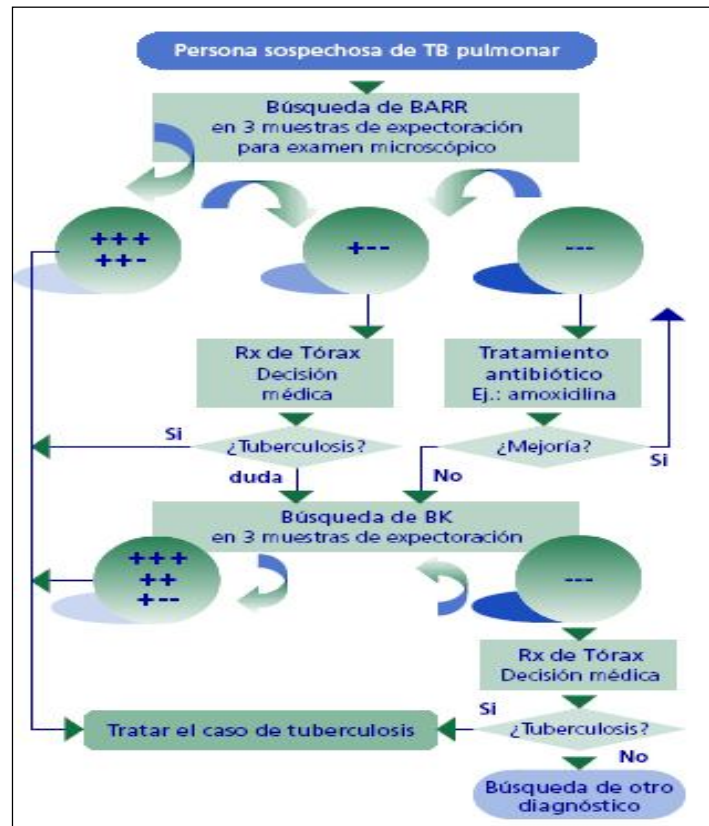 Persona sospechosa de TB pulmonar
Búsqueda de BARR
en 3 muestras de expectoración
para examen microscópico
+++
++-
+--
---
Rx de Tórax
Decisión
médica
Tratamiento
antibiótico
Ej.: amoxicilina
Si
¿Tuberculosis?
¿Mejoría?
Si
duda
No
Búsqueda de BK
en 3 muestras de expectoración
+++
++
+--
---
Rx de Tórax
Decisión médica
Tratar el caso de tuberculosis
Si
¿Tuberculosis?
No
Búsqueda de otro
diagnóstico